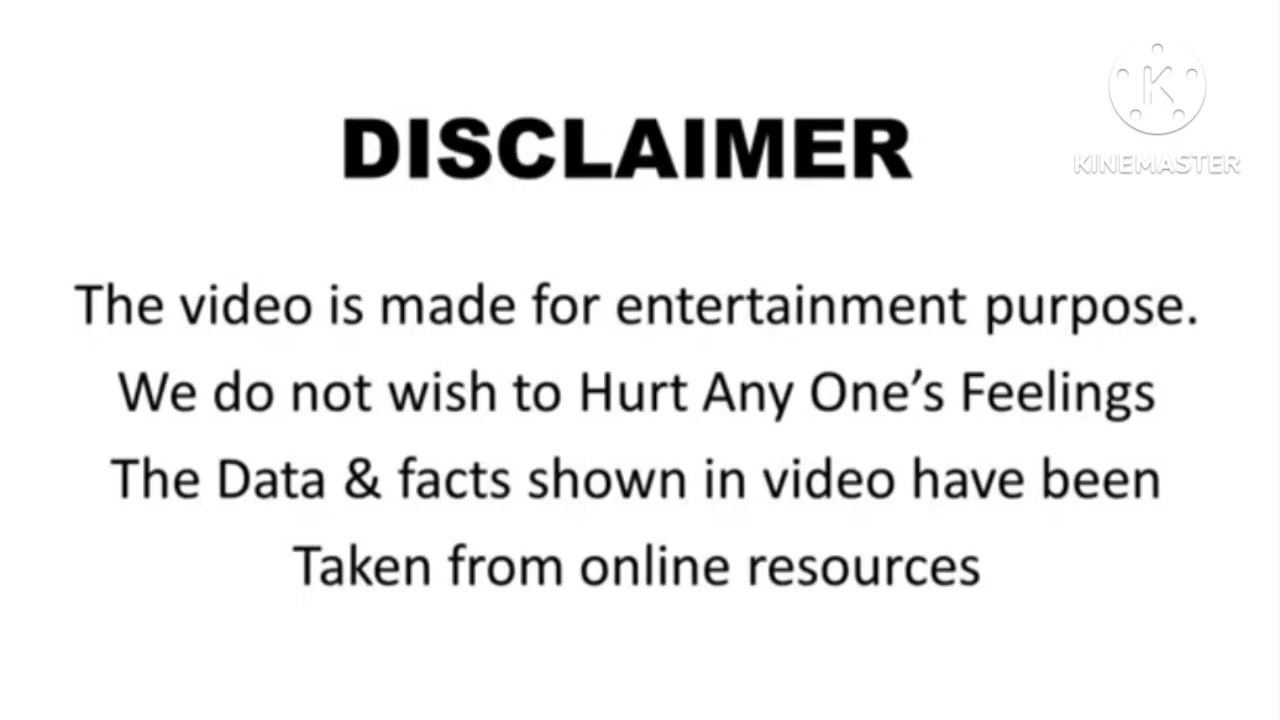 K
KINEMASTER
DISCLAIMER
The video is made for entertainment purpose.
We do not wish to Hurt Any One’s Feelings
The Data & facts shown in video have been
Taken from online resources